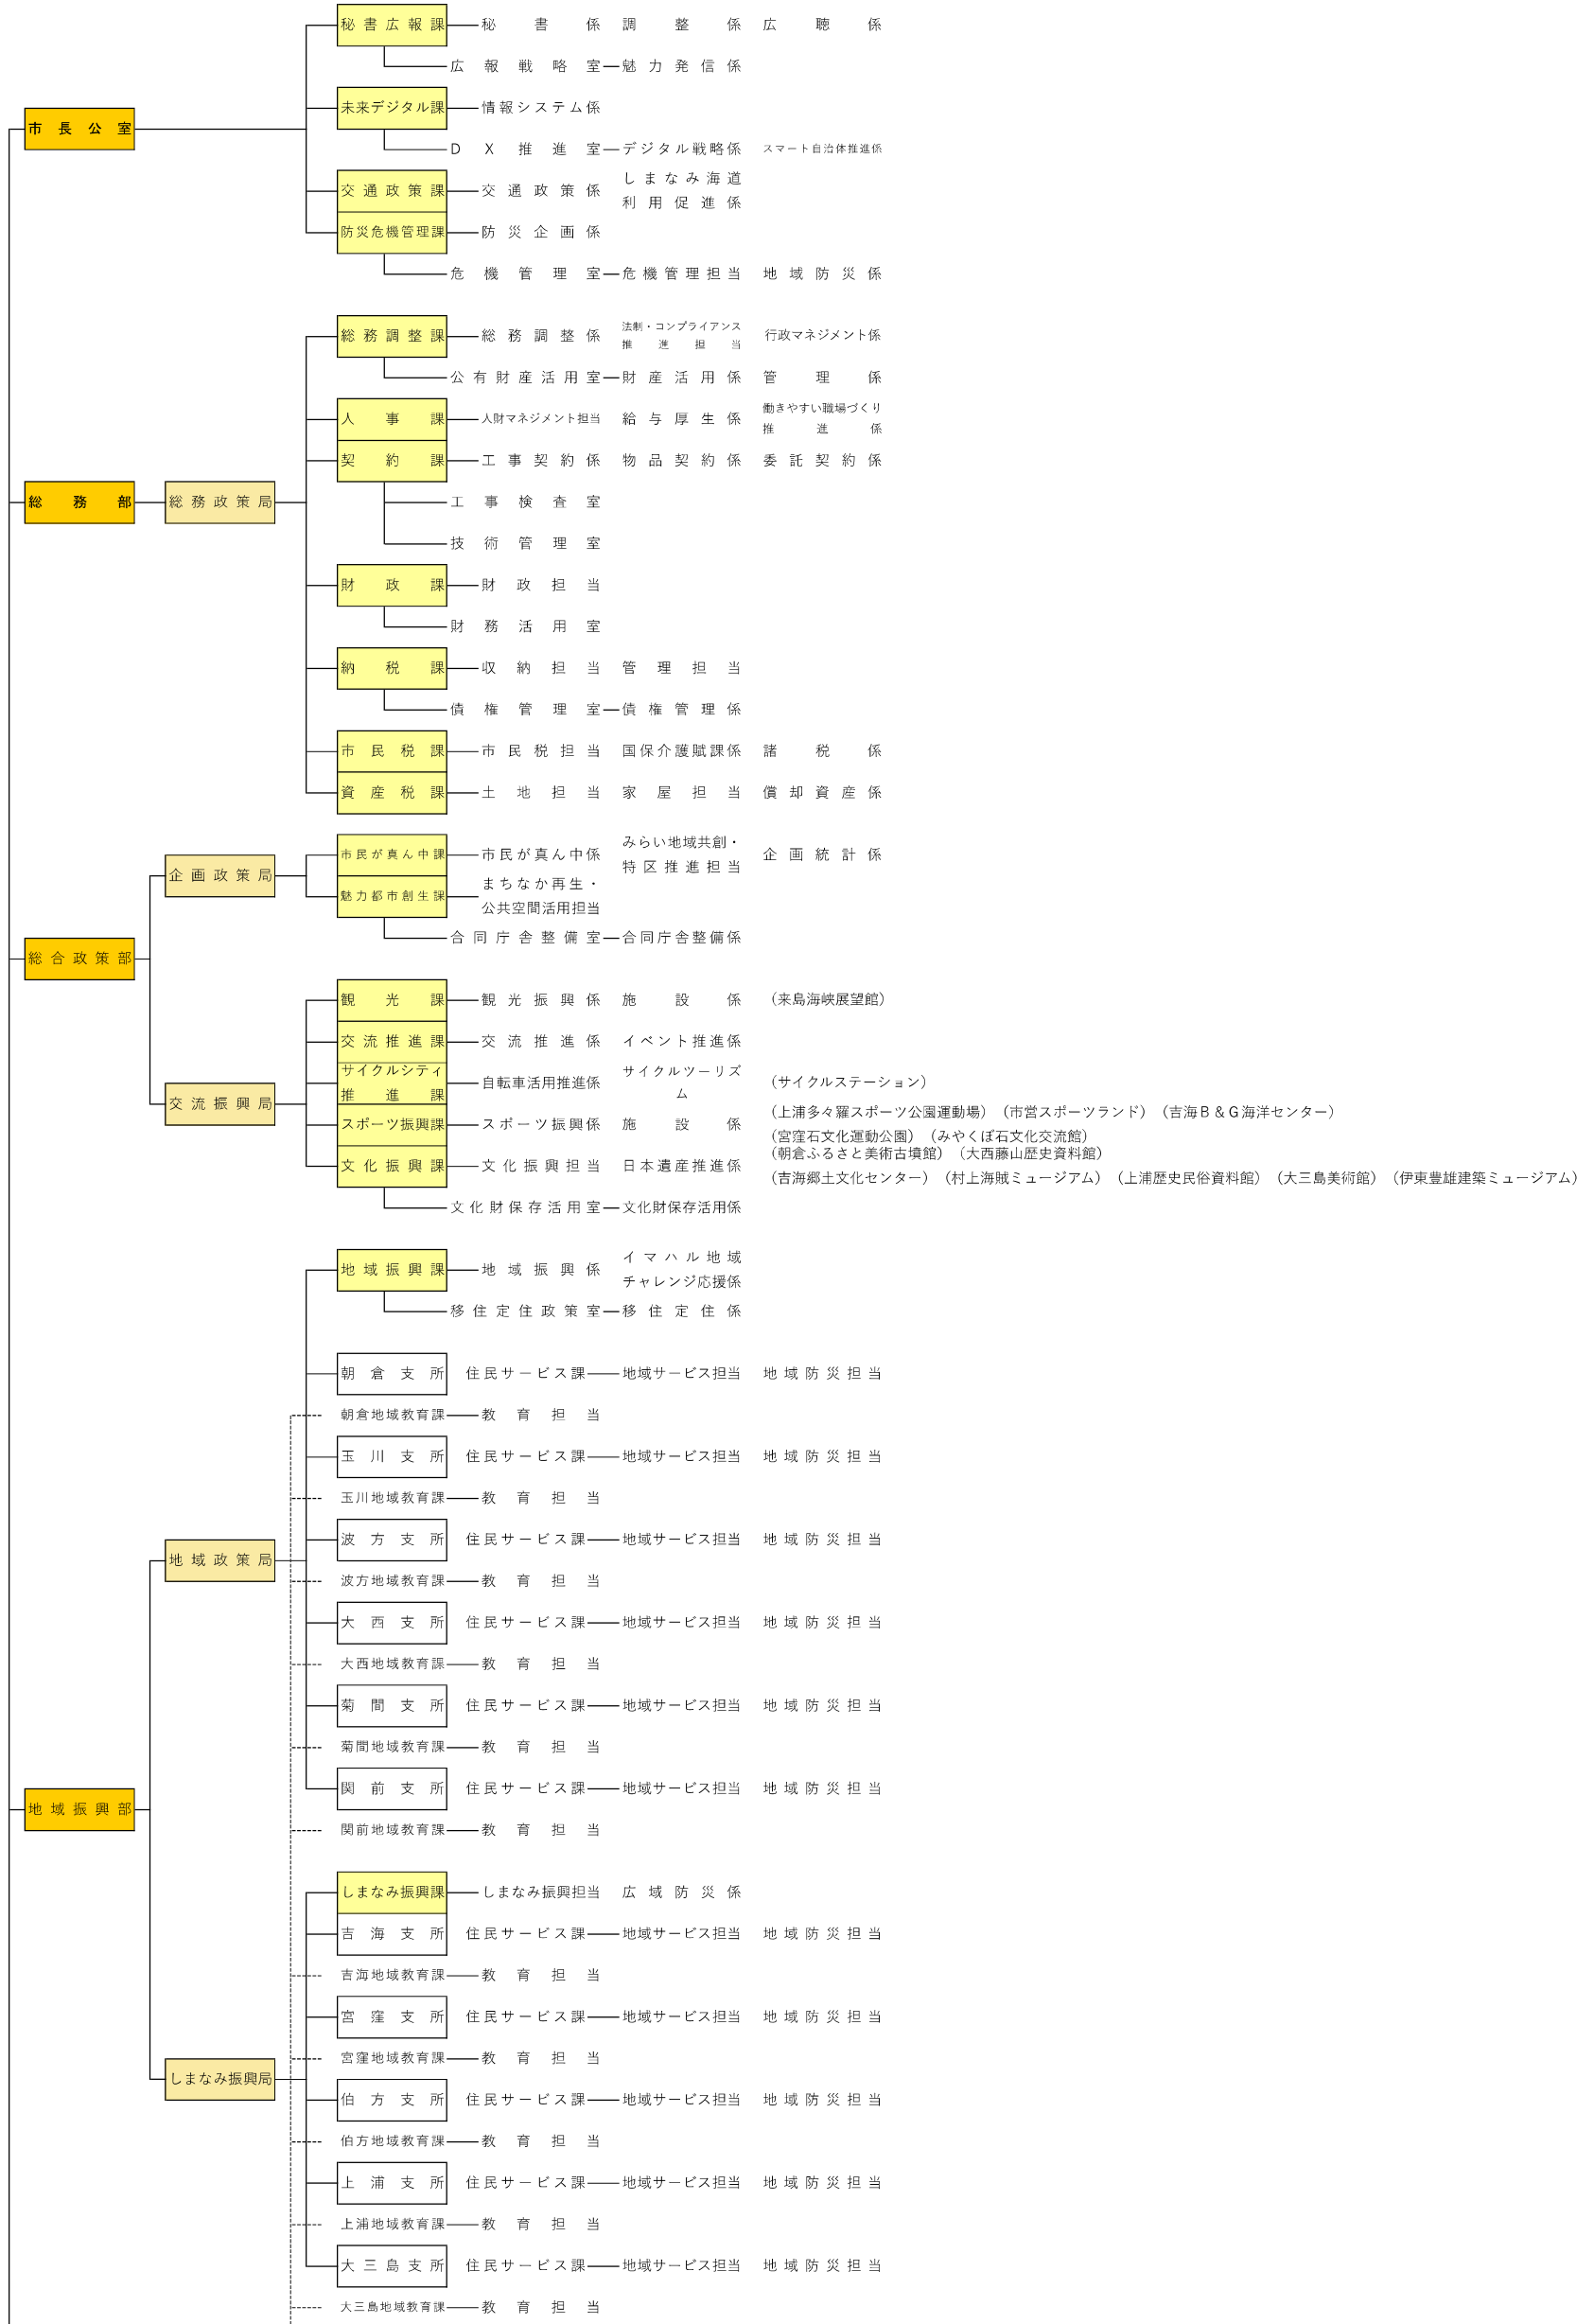 秘書広報課 秘書係 調整係 広聴係
広報戦略室 魅力発信係
未来デジタル課 情報システム係
市長公室
DX推進室 デジタル戦略係 スマート自治体推進係
交通政策課 交通政策係 しまなみ海道
利用促進係
防災危機管理課 防災企画係
危機管理室 危機管理担当 地域防災係
総務調整課 総務調整係 法制・コンプライアンス
推進担当 行政マネジメント係
公有財産活用室 財産活用係 管理係
人事課 人財マネジメント担当 給与厚生係 働きやすい職場づくり
推進係
契約課 工事契約係 物品契約係 委託契約係
総務部 総務政策局 工事検査室
技術管理室
財政課 財政担当
財務活用室
納税課 収納担当 管理担当
債権管理室 債権管理係
市民税課 市民税担当 国保介護賦課係 諸税係
資産税課 土地担当 家屋担当 償却資産係
市民が真ん中課 市民が真ん中係 みらい地域共創・
特区推進担当 企画統計係
企画政策局
魅力都市創生課 まちなか再生・
公共空間活用担当
合同庁舎整備室 合同庁舎整備係
総合政策部
観光課 観光振興係 施設係 （来島海峡展望館）
交流推進課 交流推進係 イベント推進係
サイクルシティ
推進課 自転車活用推進係 サイクルツーリズ
ム （サイクルステーション）
交流振興局
スポーツ振興課 スポーツ振興係 施設係 （上浦多々羅スポーツ公園運動場）（市営スポーツランド）（吉海B＆G海洋センター）
（宮窪石文化運動公園）（みやくぼ石文化交流館）
文化振興課 文化振興担当 日本遺産推進係 （朝倉ふるさと美術古墳館）（大西藤山歴史資料館）
（吉海郷土文化センター）（村上海賊ミュージアム）（上浦歴史民俗資料館）（大三島美術館）（伊東豊雄建築ミュージアム）
文化財保存活用室 文化財保存活用係
地域振興課 地域振興係 イマハル地域
チャレンジ応援係
移住定住政策室 移住定住係
朝倉支所 住民サービス課 地域サービス担当 地域防災担当
朝倉地域教育課 教育担当
玉川支所 住民サービス課 地域サービス担当 地域防災担当
玉川地域教育課 教育担当
波方支所 住民サービス課 地域サービス担当 地域防災担当
地域政策局
波方地域教育課 教育担当
大西支所 住民サービス課 地域サービス担当 地域防災担当
大西地域教育課 教育担当
菊間支所 住民サービス課 地域サービス担当 地域防災担当
菊間地域教育課 教育担当
関前支所 住民サービス課 地域サービス担当 地域防災担当
地域振興部
関前地域教育課 教育担当
しまなみ振興課 しまなみ振興担当 広域防災係
吉海支所 住民サービス課 地域サービス担当 地域防災担当
吉海地域教育課 教育担当
宮窪支所 住民サービス課 地域サービス担当 地域防災担当
宮窪地域教育課 教育担当
しまなみ振興局
伯方支所 住民サービス課 地域サービス担当 地域防災担当
伯方地域教育課 教育担当
上浦支所 住民サービス課 地域サービス担当 地域防災担当
上浦地域教育課 教育担当
大三島支所 住民サービス課 地域サービス担当 地域防災担当
大三島地域教育課 教育担当